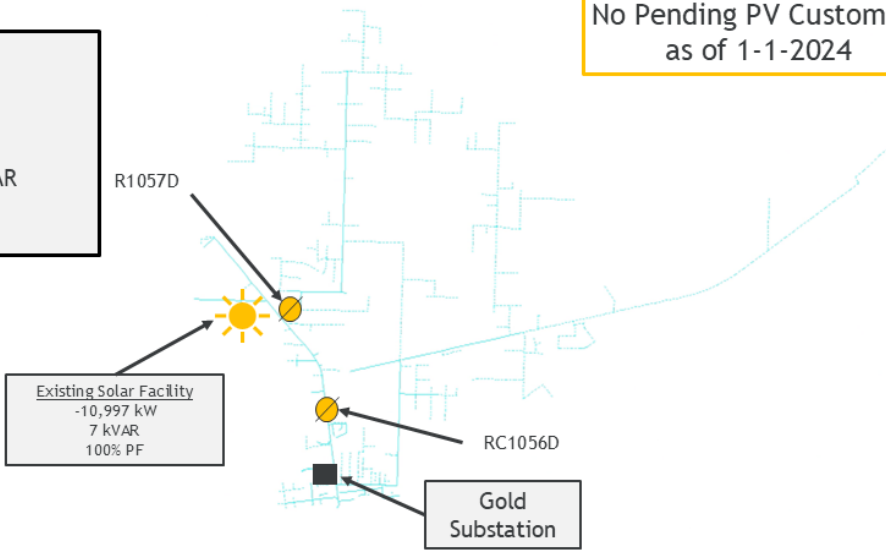 No Pending PV Custom
as of 1-1-2024
AR
R1057D
Existing Solar Facility
-10,997 kW
7 kVAR
100% PF
RC1056D
Gold
Substation